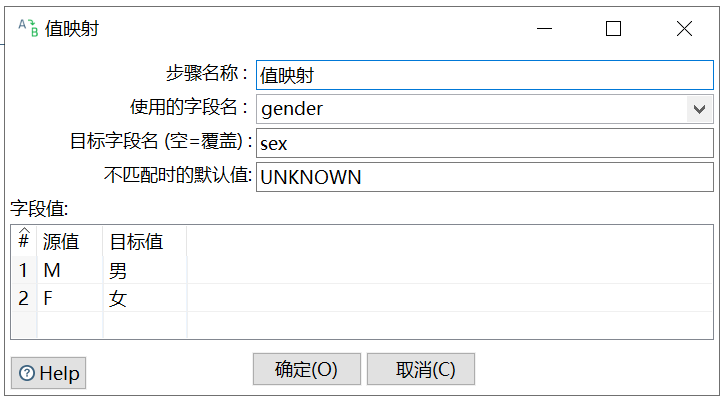 值映射
步骤名称： 值映射
使用的字段名： gender
目标字段名 (空=覆盖)： sex
不匹配时的默认值: UNKNOWN
字段值:
# 源值 目标值
1 M 男
2 F 女
Help 确定(O) 取消(C)